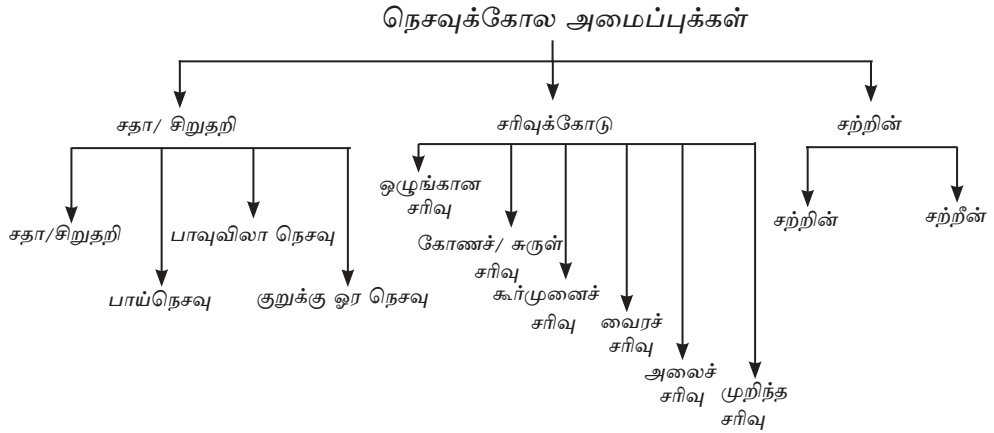 நெசவுக்கோல அமைப்புக்கள்
சதா/ சிறுதறி
சரிவுக்கோடு
சற்றின்
சதா/சிறுதறி
பாய்நெசவு
பாவுவிலா நெசவு
குறுக்கு ஓர நெசவு
ஒழுங்கான
சரிவு
கோணச்/ சுருள்
சரிவு
கூர்முனைச்
சரிவு
வைரச்
சரிவு
அலைச்
சரிவு
முறிந்த
சரிவு
சற்றின்
சற்றீன்